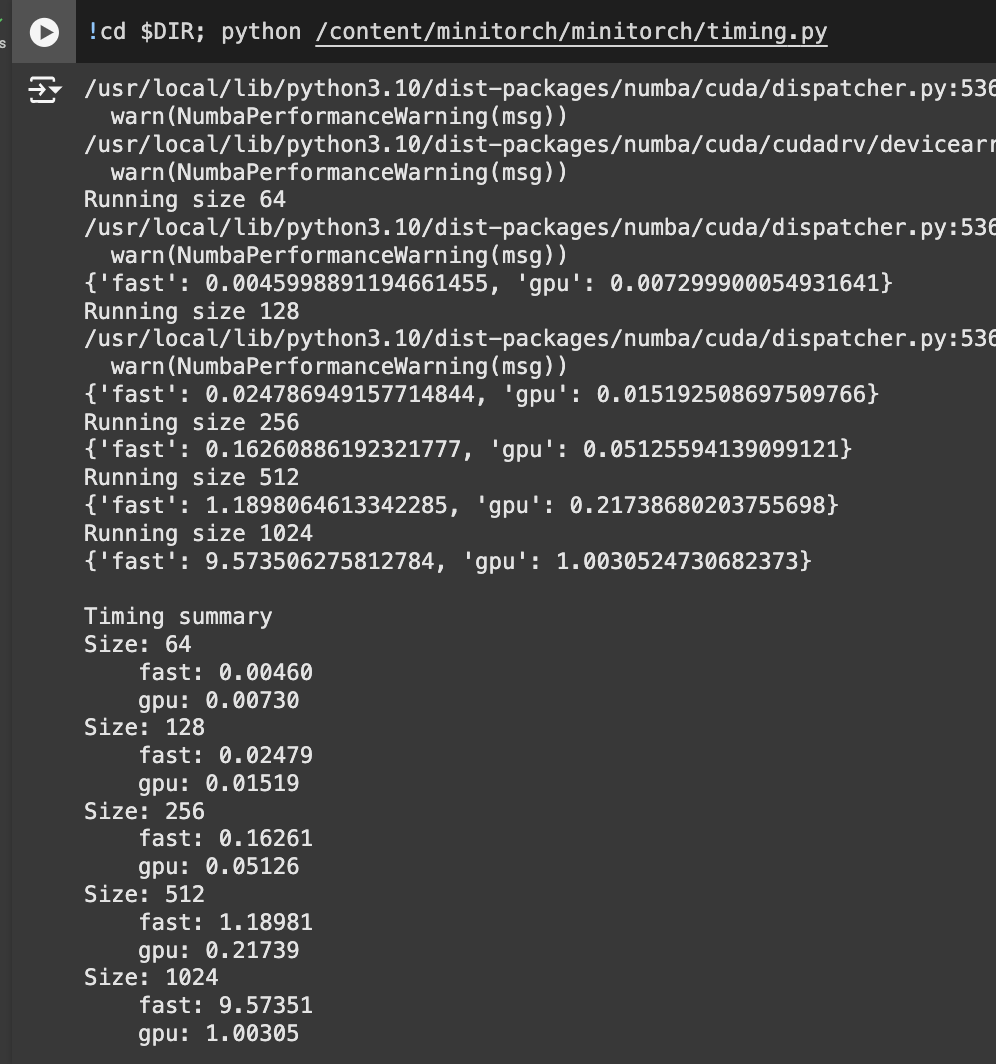 !cd $DIR; python /content/minitorch/minitorch/timing.py
s
/usr/local/lib/python3.10/dist-packages/numba/cuda/dispatcher.py:536
warn(NumbaPerformanceWarning(msg))
/usr/local/lib/python3.10/dist-packages/numba/cuda/cudadrv/devicearr
warn(NumbaPerformanceWarning(msg))
Running size 64
/usr/local/lib/python3.10/dist-packages/numba/cuda/dispatcher.py:536
warn(NumbaPerformanceWarning(msg))
{'fast': 0.0045998891194661455, 'gpu': 0.007299900054931641}
Running size 128
/usr/local/lib/python3.10/dist-packages/numba/cuda/dispatcher.py:536
warn(NumbaPerformanceWarning(msg))
{'fast': 0.024786949157714844, 'gpu': 0.015192508697509766}
Running size 256
{'fast': 0.16260886192321777, 'gpu': 0.05125594139099121}
Running size 512
{'fast': 1.1898064613342285, 'gpu': 0.21738680203755698}
Running size 1024
{'fast': 9.573506275812784, 'gpu': 1.0030524730682373}
Timing summary
Size: 64
fast: 0.00460
gpu: 0.00730
Size: 128
fast: 0.02479
gpu: 0.01519
Size: 256
fast: 0.16261
gpu: 0.05126
Size: 512
fast: 1.18981
gpu: 0.21739
Size: 1024
fast: 9.57351
gpu: 1.00305